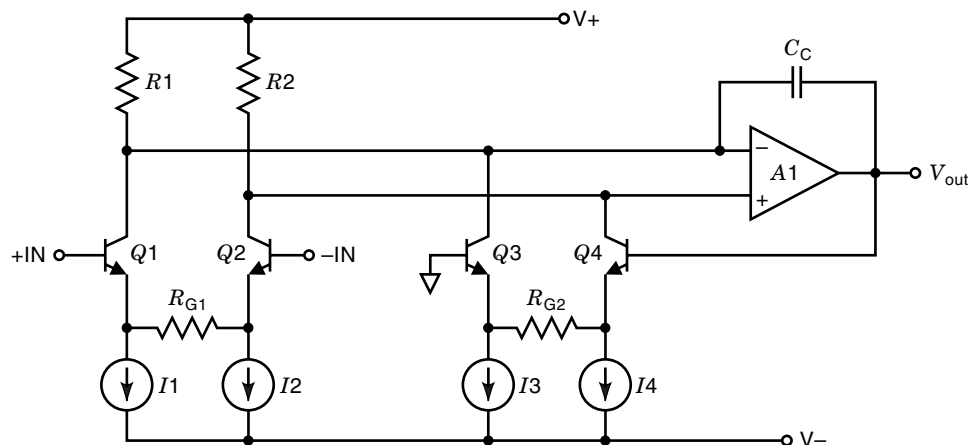 V+
C_C
R1
R2
−
A1
+
V_out
+IN
Q1
Q2
−IN
Q3
Q4
R_G1
R_G2
I1
I2
I3
I4
V−